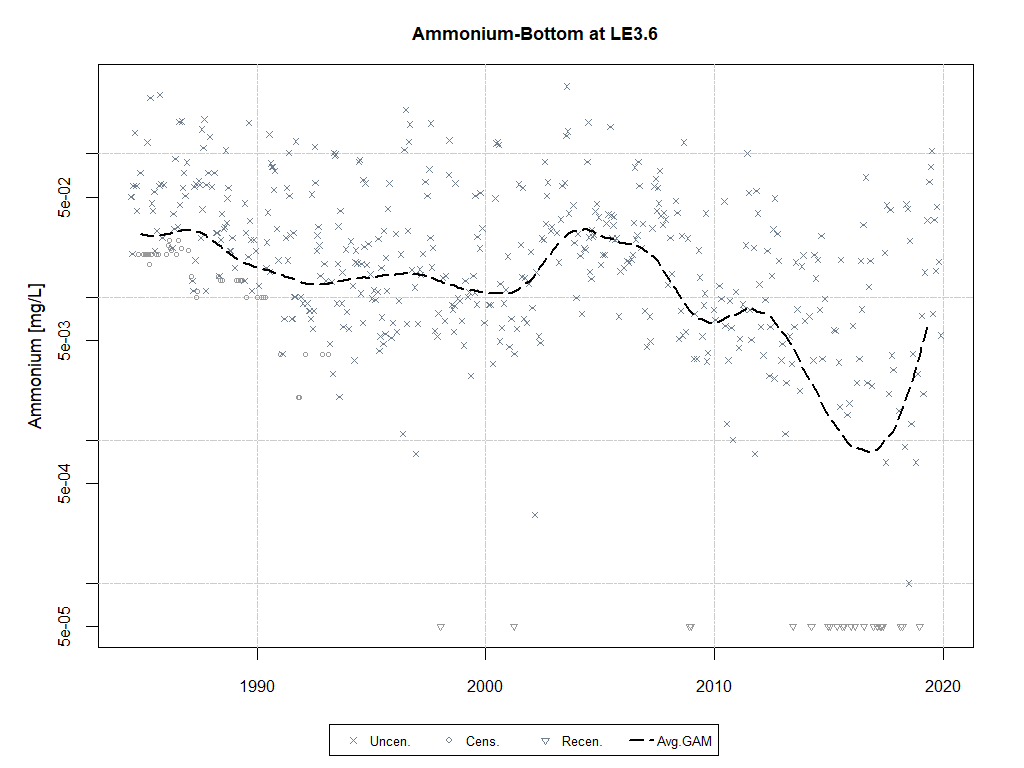 Ammonium-Bottom at LE3.6
Ammonium [mg/L]
5e-02
5e-03
5e-04
5e-05
1990 2000 2010 2020
Uncen. Cens. Recen. Avg.GAM